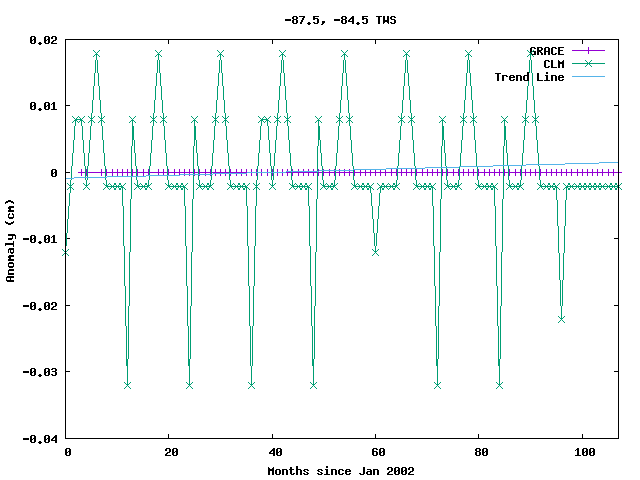 -87.5, -84.5 TWS
GRACE
CLM
Trend Line
0.02
0.01
0
-0.01
-0.02
-0.03
-0.04
Anomaly (cm)
0 20 40 60 80 100
Months since Jan 2002